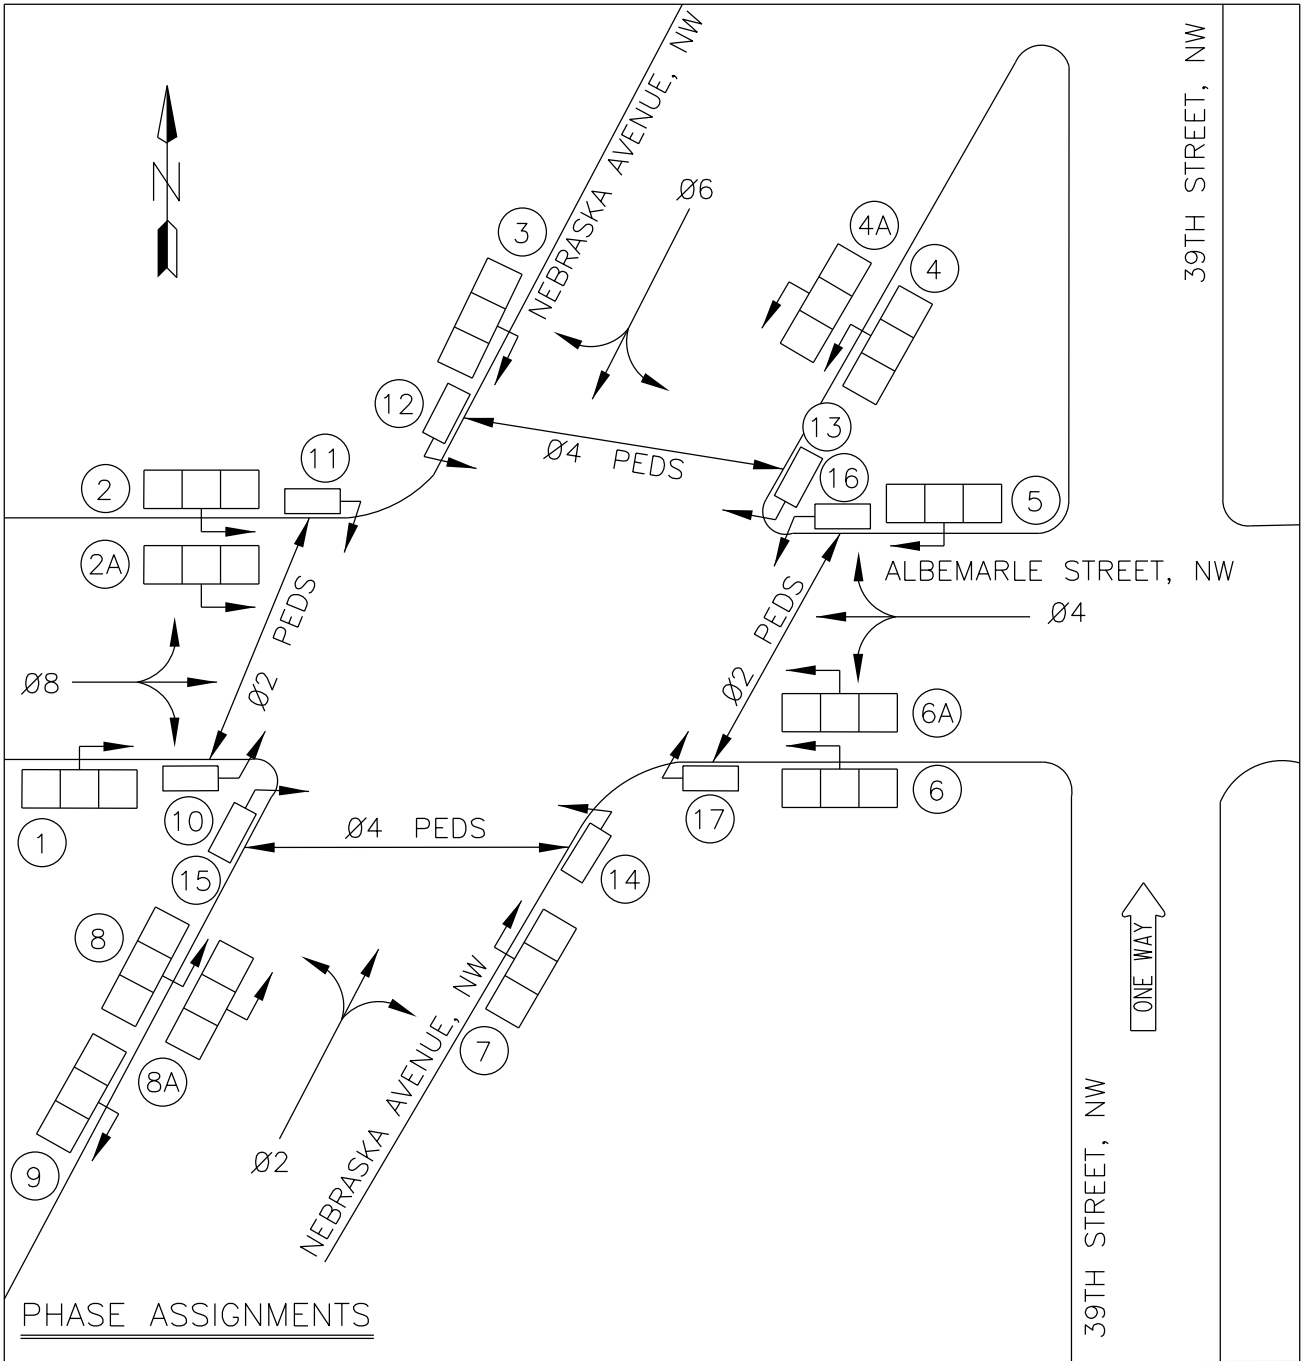 NEBRASKA AVENUE, NW
39TH STREET, NW
N
Ø6
3
4A
4
12
13
Ø4 PEDS
11
16
2
5
2A
ALBEMARLE STREET, NW
Ø2 PEDS
Ø2 PEDS
Ø4
Ø8
6A
6
10
17
1
Ø4 PEDS
15
14
8
ONE WAY
NEBRASKA AVENUE, NW
7
8A
9
Ø2
39TH STREET, NW
PHASE ASSIGNMENTS